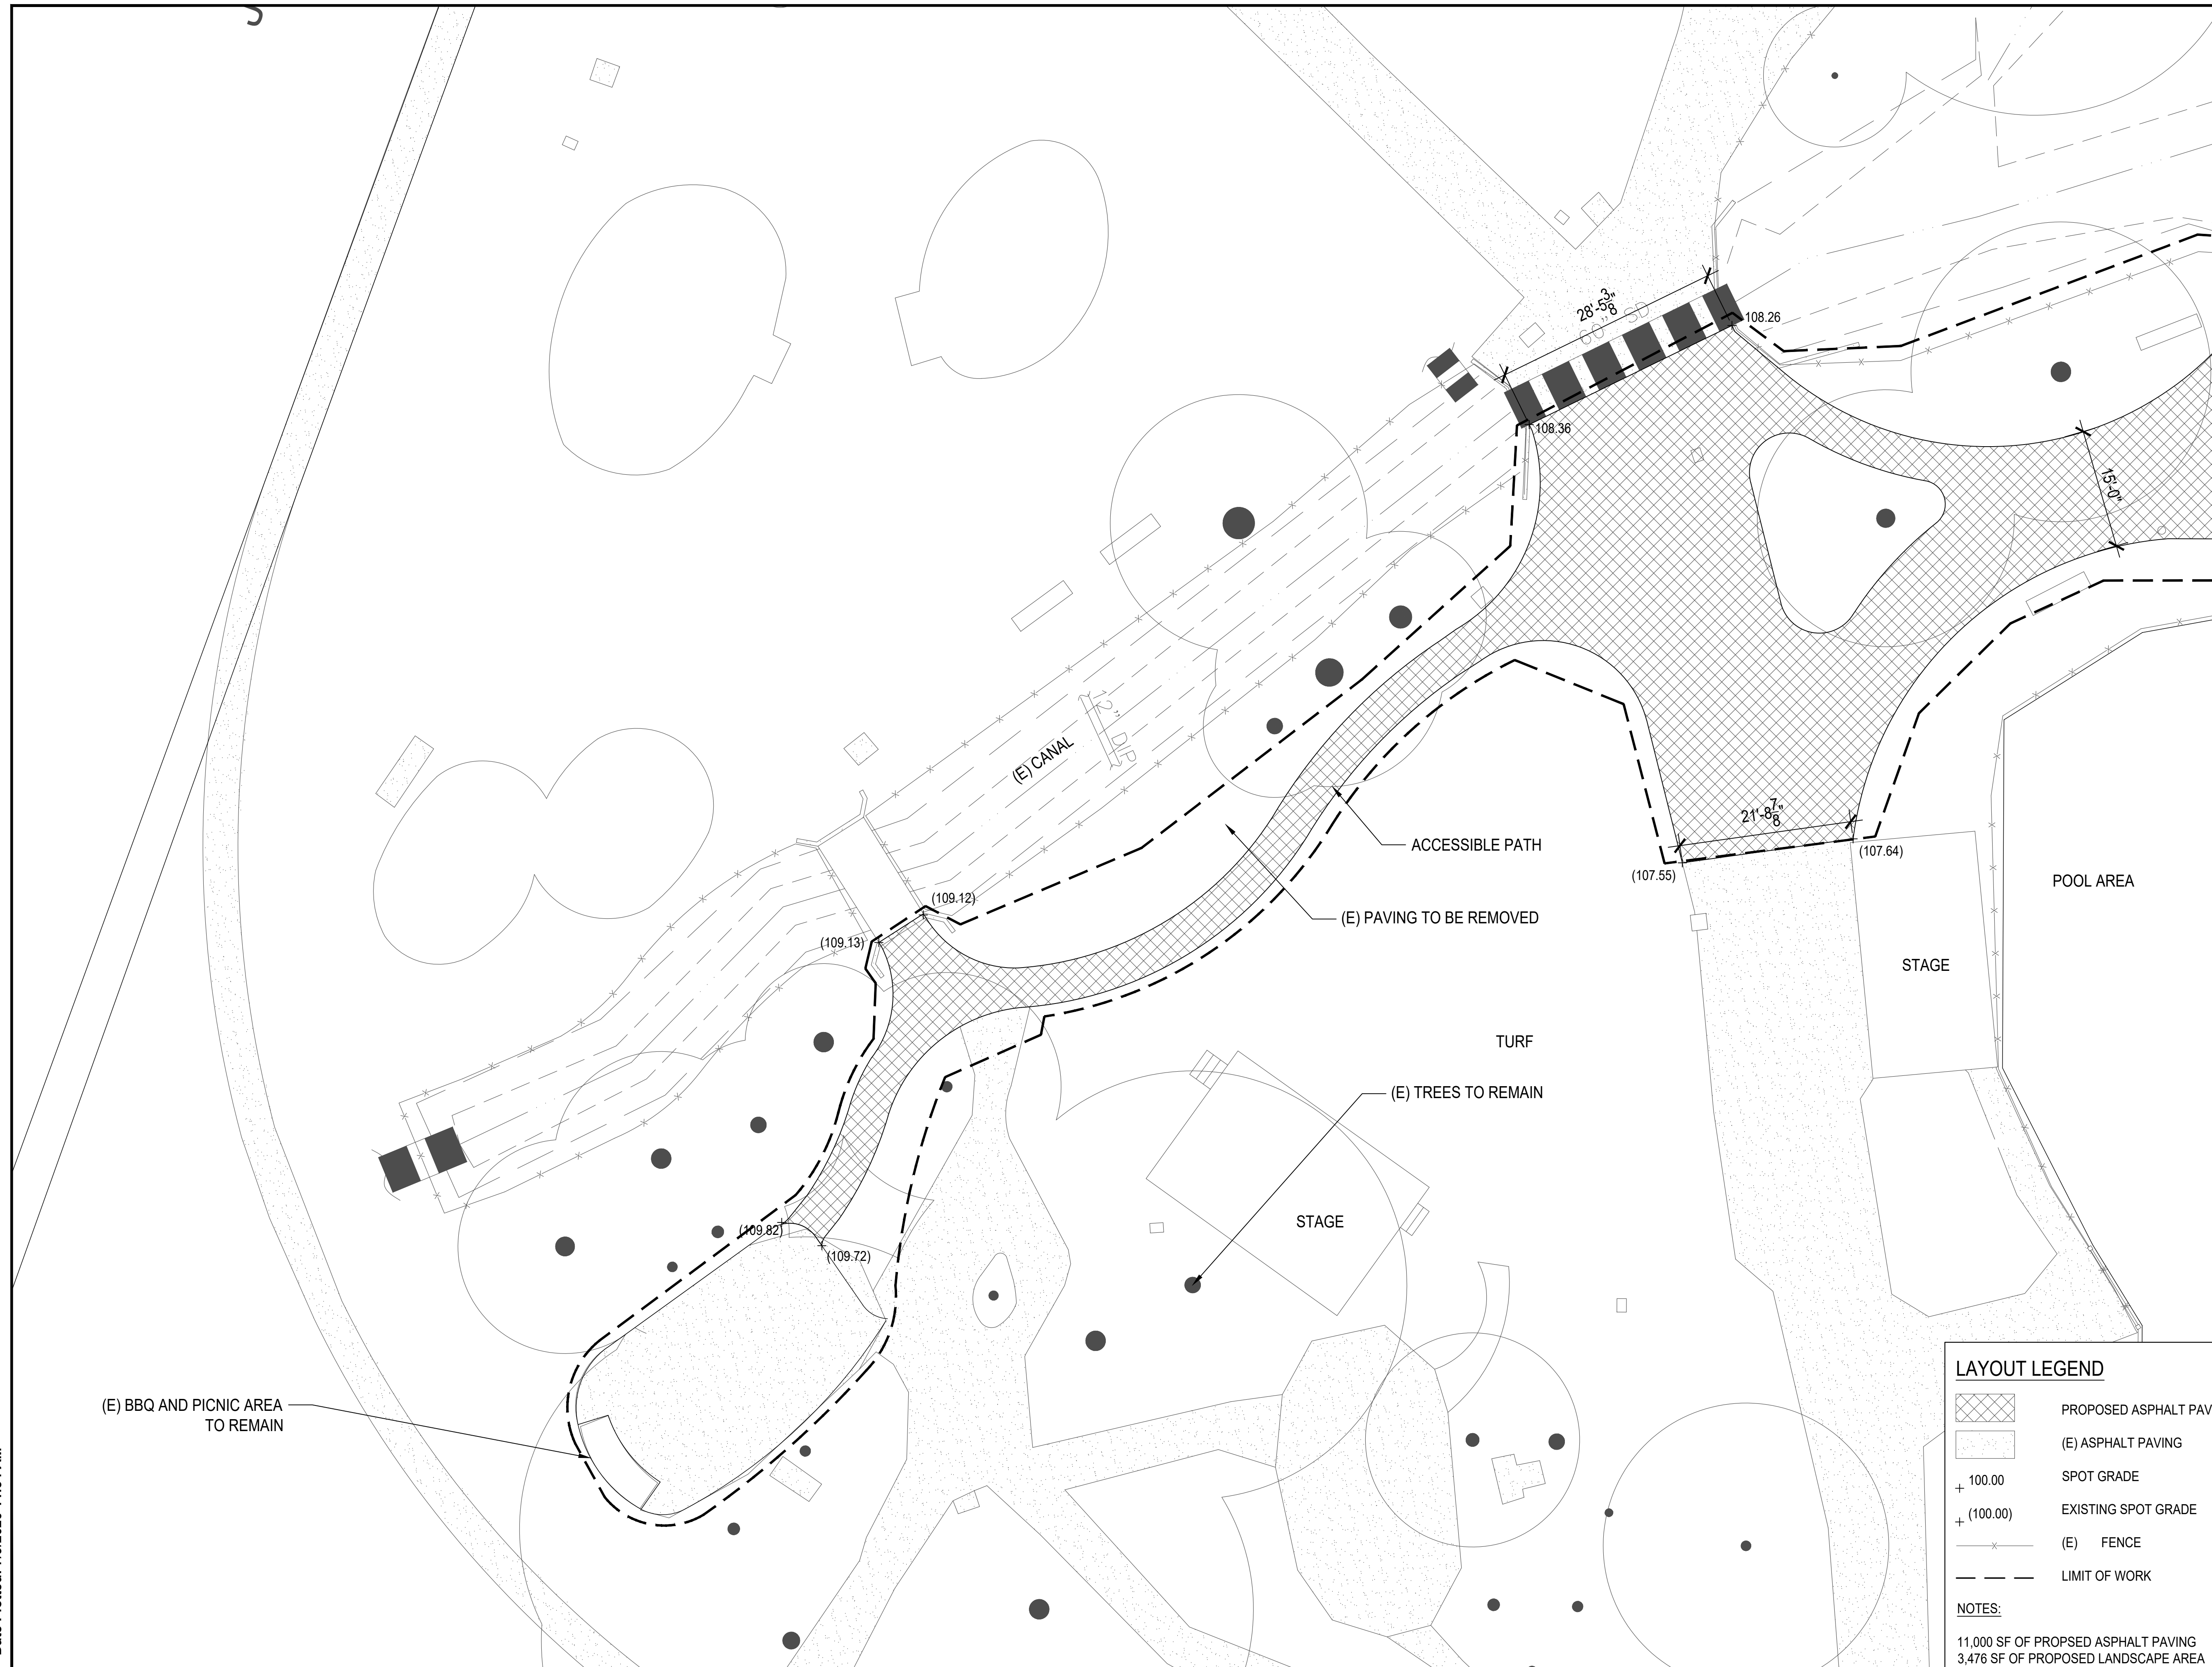 28'-5 3/8"
60" SD
108.26
108.36
15'-0"
12" DIP
(E) CANAL
21'-8 7/8"
ACCESSIBLE PATH
(107.55)
(107.64)
POOL AREA
(109.12)
(E) PAVING TO BE REMOVED
(109.13)
STAGE
TURF
(E) TREES TO REMAIN
STAGE
(109.82)
(109.72)
(E) BBQ AND PICNIC AREA
TO REMAIN
LAYOUT LEGEND
PROPOSED ASPHALT PAV
(E) ASPHALT PAVING
100.00 SPOT GRADE
(100.00) EXISTING SPOT GRADE
x (E) FENCE
LIMIT OF WORK
NOTES:
11,000 SF OF PROPSED ASPHALT PAVING
3,476 SF OF PROPOSED LANDSCAPE AREA